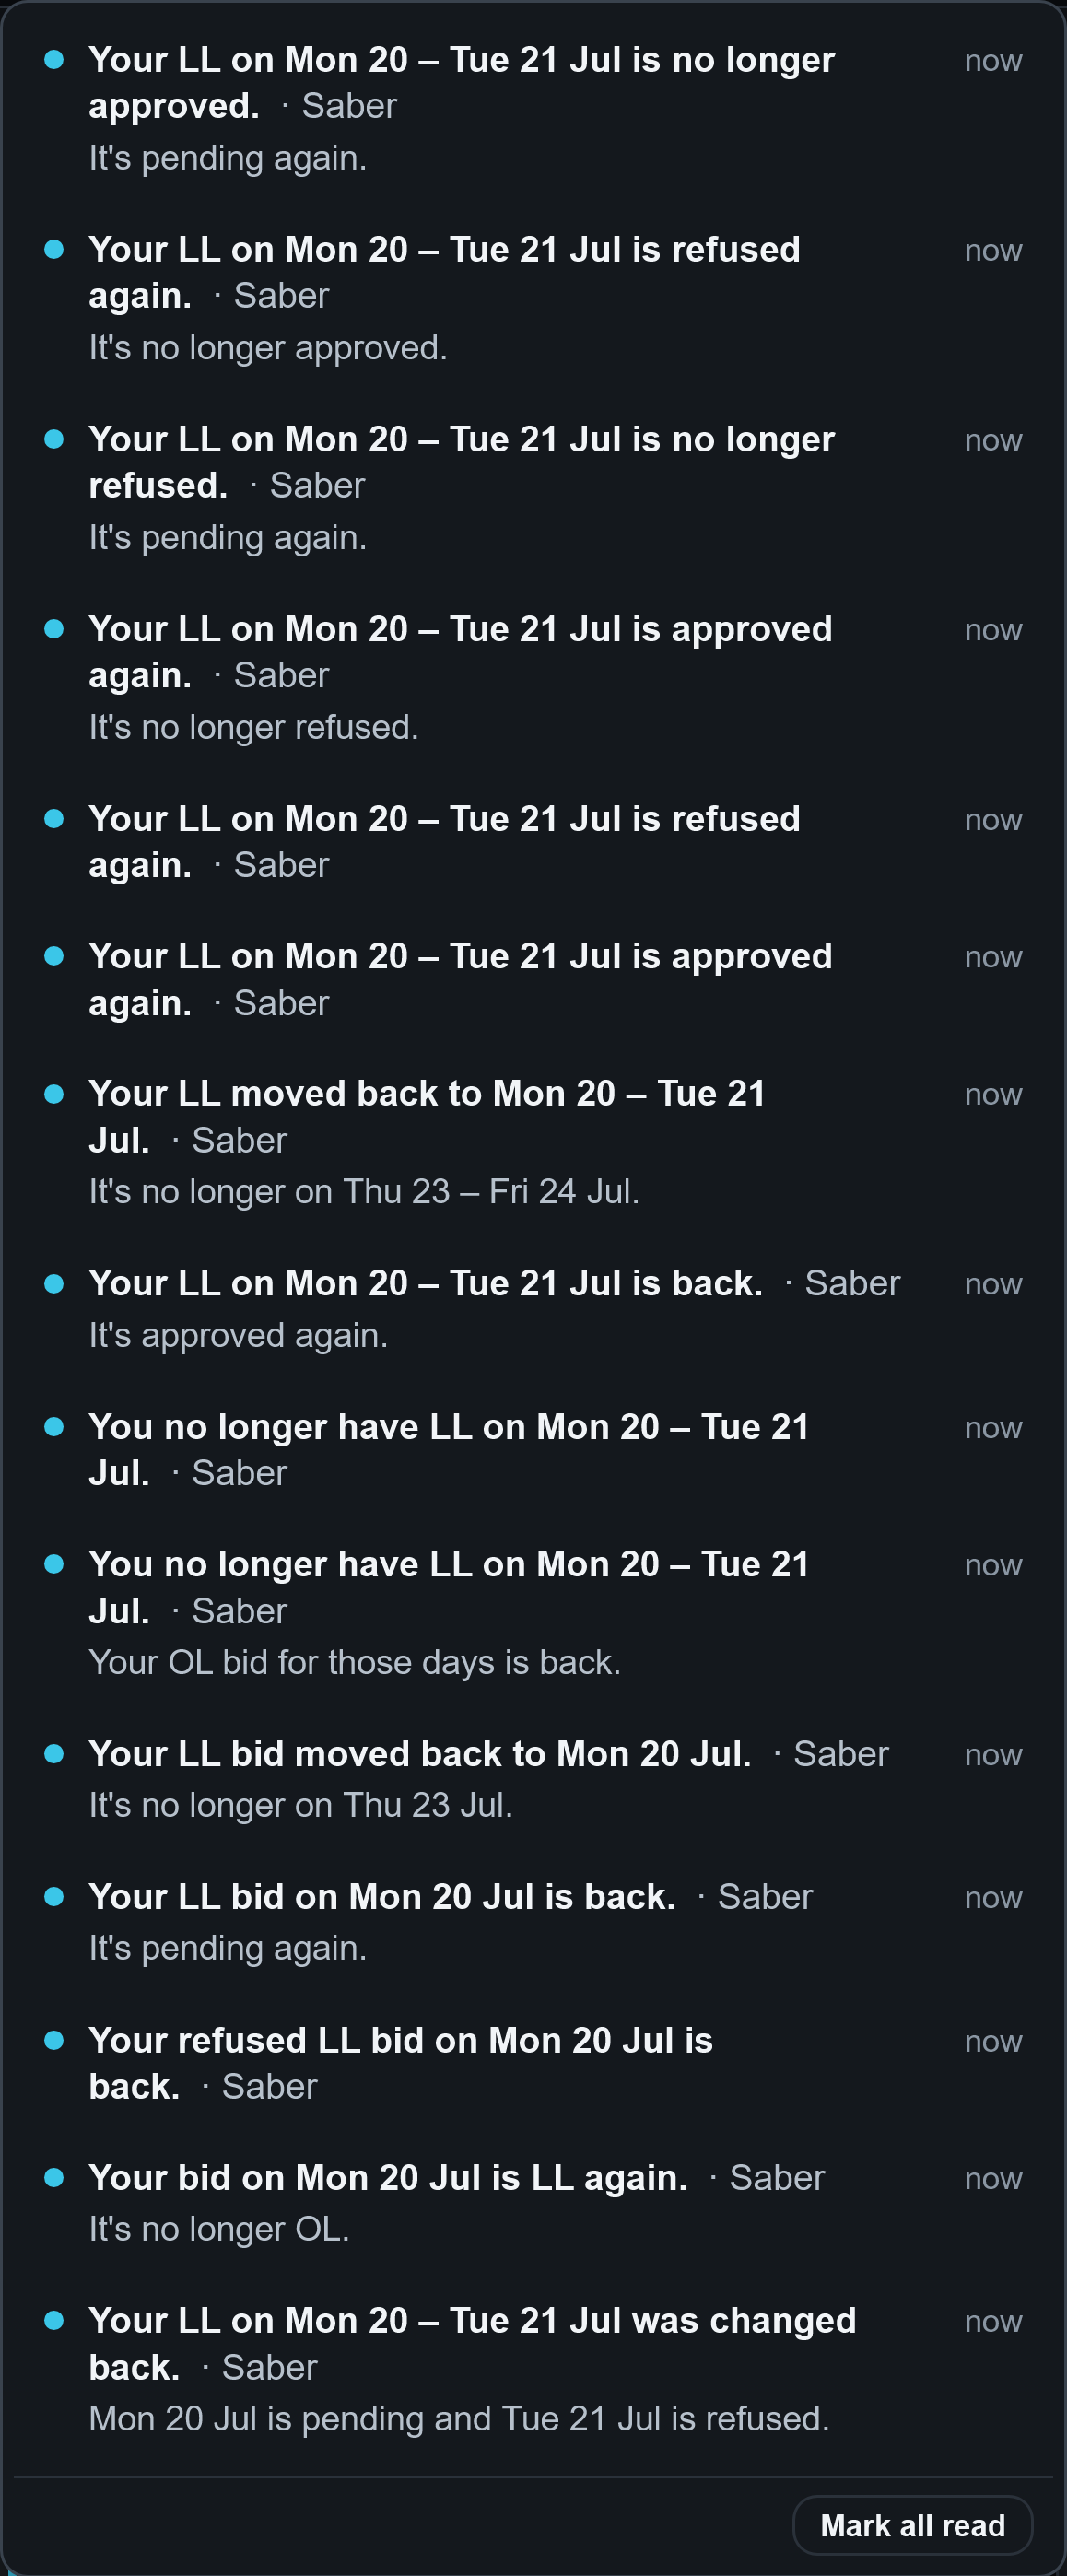 Your LL on Mon 20 – Tue 21 Jul is no longer now
approved. · Saber
It's pending again.
Your LL on Mon 20 – Tue 21 Jul is refused now
again. · Saber
It's no longer approved.
Your LL on Mon 20 – Tue 21 Jul is no longer now
refused. · Saber
It's pending again.
Your LL on Mon 20 – Tue 21 Jul is approved now
again. · Saber
It's no longer refused.
Your LL on Mon 20 – Tue 21 Jul is refused now
again. · Saber
Your LL on Mon 20 – Tue 21 Jul is approved now
again. · Saber
Your LL moved back to Mon 20 – Tue 21 now
Jul. · Saber
It's no longer on Thu 23 – Fri 24 Jul.
Your LL on Mon 20 – Tue 21 Jul is back. · Saber now
It's approved again.
You no longer have LL on Mon 20 – Tue 21 now
Jul. · Saber
You no longer have LL on Mon 20 – Tue 21 now
Jul. · Saber
Your OL bid for those days is back.
Your LL bid moved back to Mon 20 Jul. · Saber now
It's no longer on Thu 23 Jul.
Your LL bid on Mon 20 Jul is back. · Saber now
It's pending again.
Your refused LL bid on Mon 20 Jul is now
back. · Saber
Your bid on Mon 20 Jul is LL again. · Saber now
It's no longer OL.
Your LL on Mon 20 – Tue 21 Jul was changed now
back. · Saber
Mon 20 Jul is pending and Tue 21 Jul is refused.
Mark all read